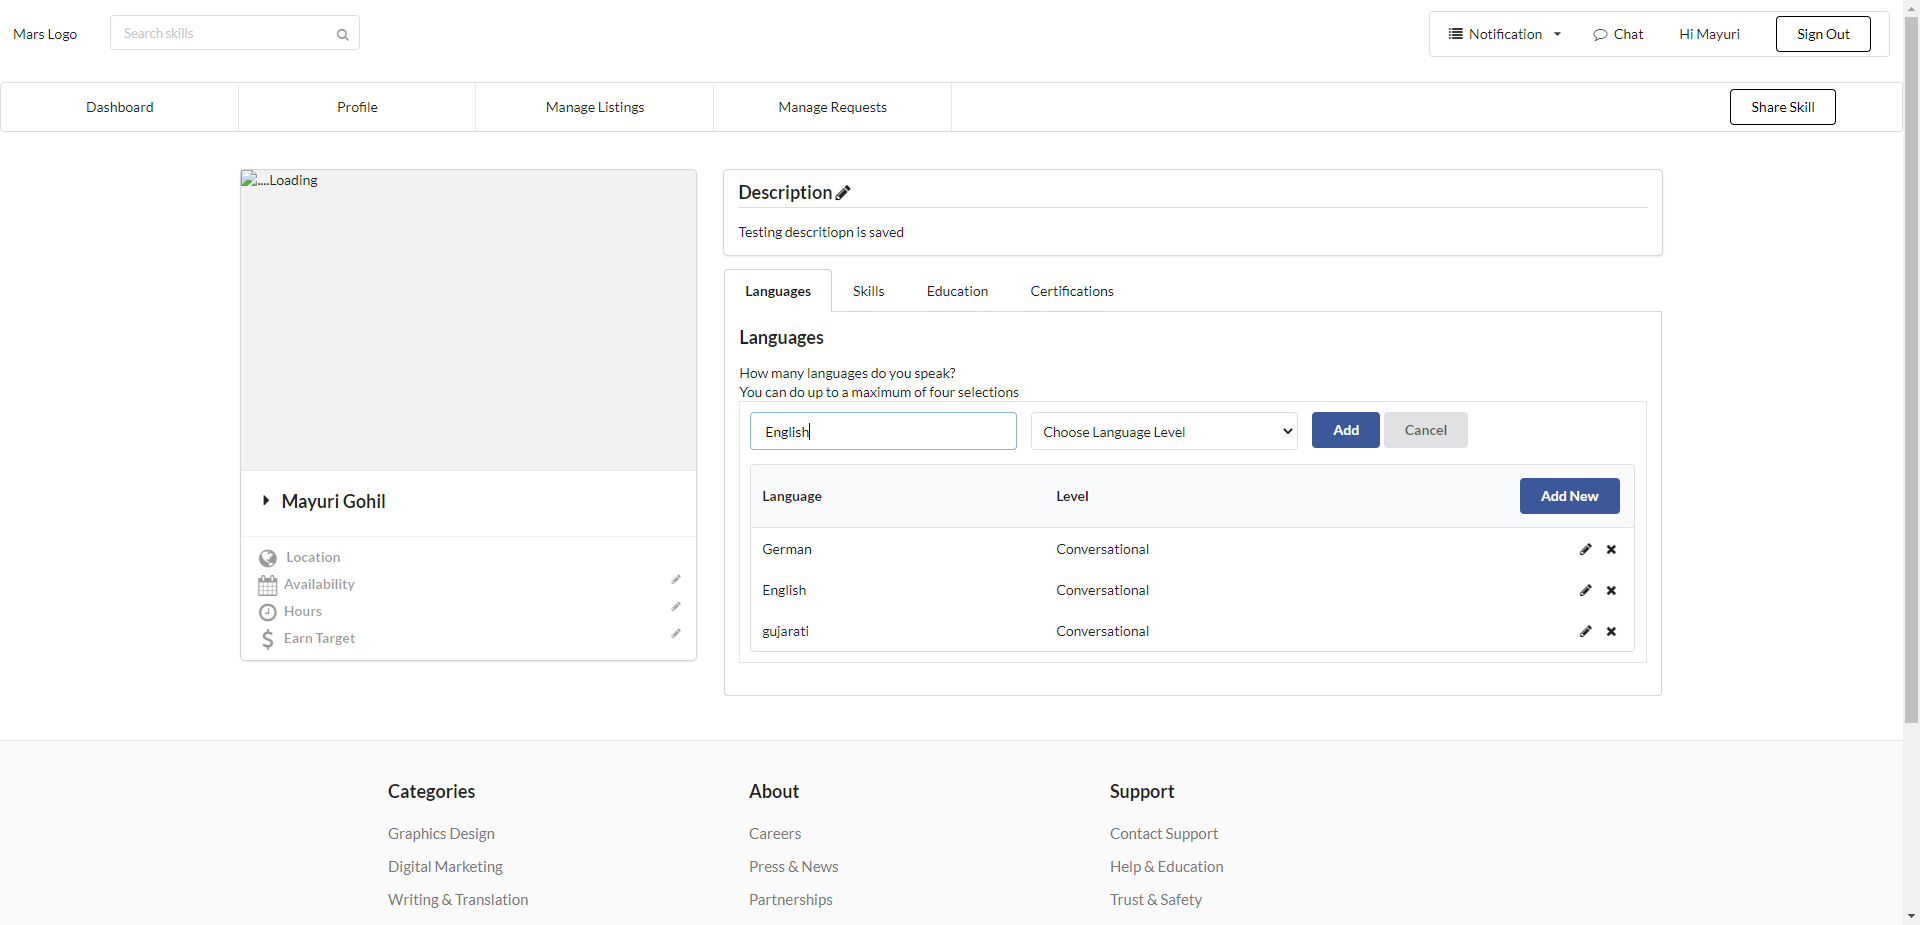 Mars Logo
Search skills
Notification
Chat
Hi Mayuri
Sign Out
Dashboard
Profile
Manage Listings
Manage Requests
Share Skill
....Loading
Mayuri Gohil
Location
Availability
Hours
Earn Target
Description
Testing descritiopn is saved
Languages
Skills
Education
Certifications
Languages
How many languages do you speak?
You can do up to a maximum of four selections
English
Choose Language Level
Add
Cancel
Language
Level
Add New
German
Conversational
English
Conversational
gujarati
Conversational
Categories
Graphics Design
Digital Marketing
Writing & Translation
About
Careers
Press & News
Partnerships
Support
Contact Support
Help & Education
Trust & Safety